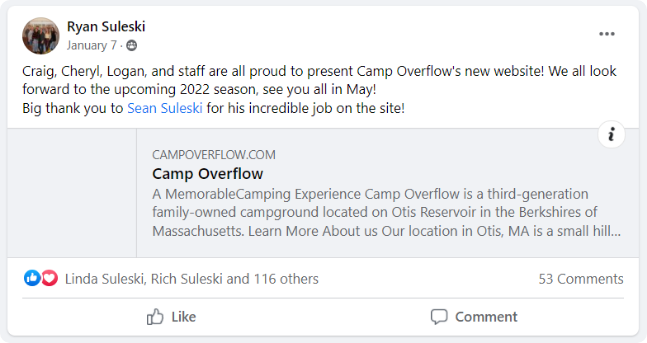 Ryan Suleski
January 7 ·
Craig, Cheryl, Logan, and staff are all proud to present Camp Overflow's new website! We all look
forward to the upcoming 2022 season, see you all in May!
Big thank you to Sean Suleski for his incredible job on the site!
CAMPOVERFLOW.COM
Camp Overflow
A MemorableCamping Experience Camp Overflow is a third-generation
family-owned campground located on Otis Reservoir in the Berkshires of
Massachusetts. Learn More About us Our location in Otis, MA is a small hill...
Linda Suleski, Rich Suleski and 116 others
53 Comments
Like
Comment